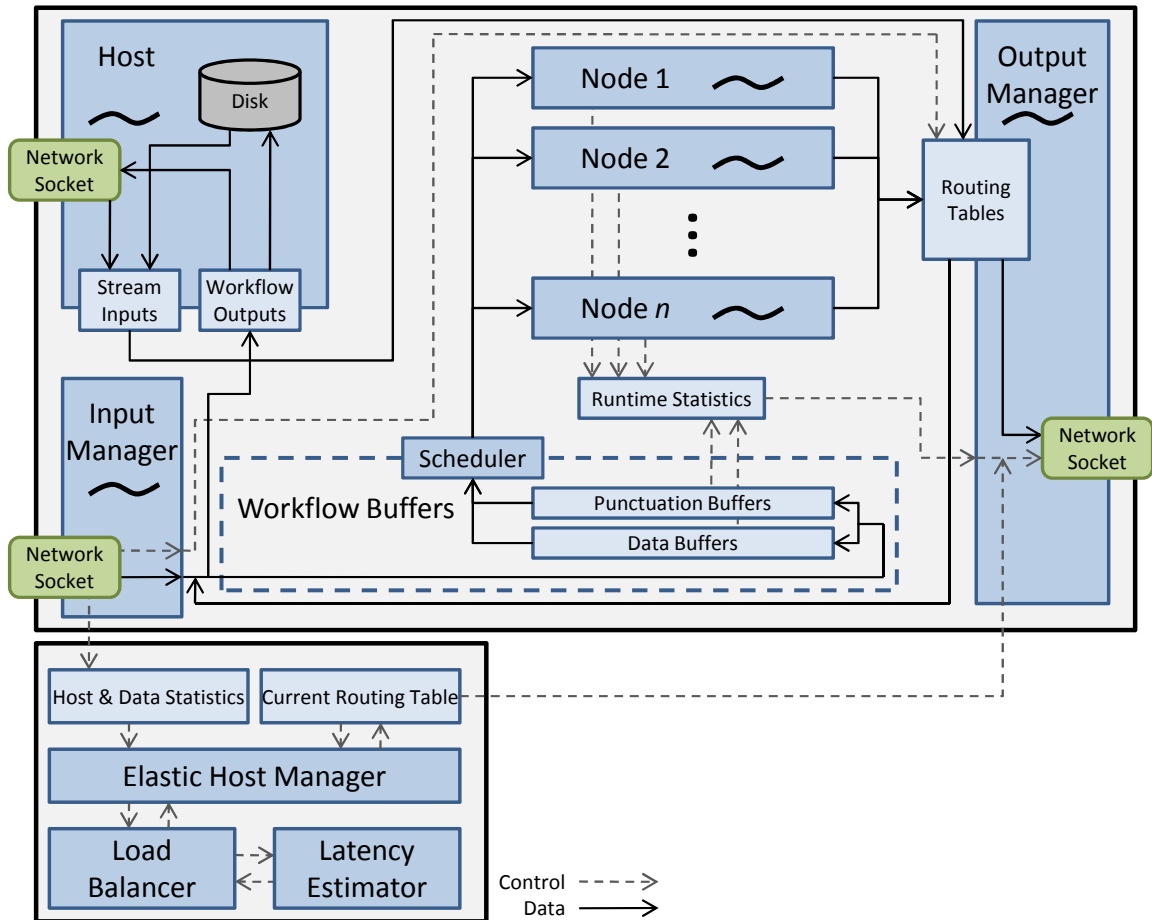 Host
Disk
Network
Socket
Stream
Inputs
Workflow
Outputs
Node 1
Node 2
Node n
Output
Manager
Routing
Tables
Runtime Statistics
Input
Manager
Network
Socket
Scheduler
Workflow Buffers
Punctuation Buffers
Data Buffers
Network
Socket
Host & Data Statistics
Current Routing Table
Elastic Host Manager
Load
Balancer
Latency
Estimator
Control
Data